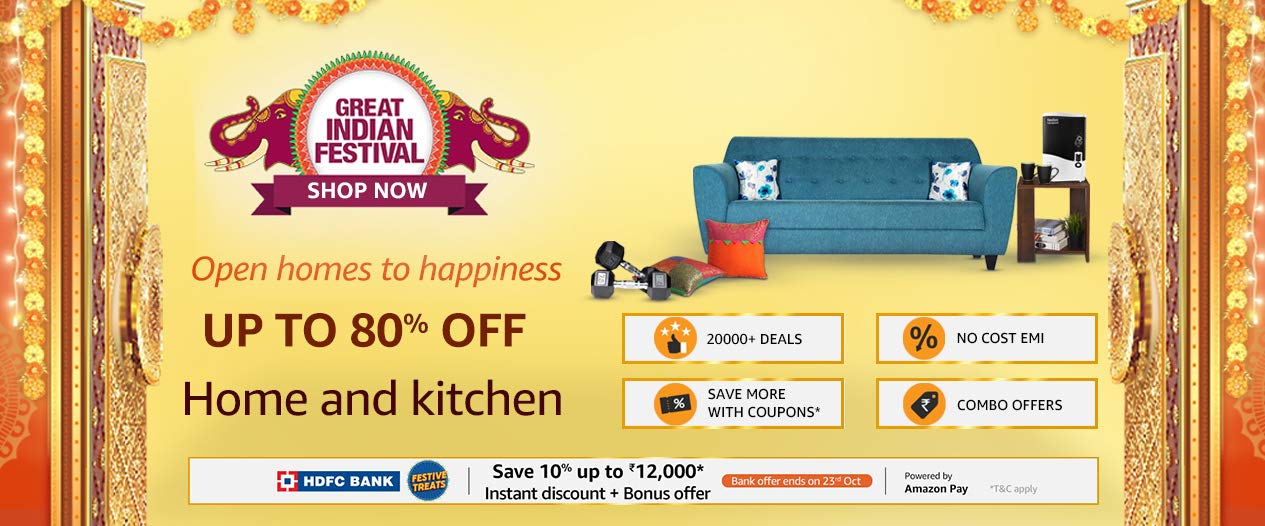 GREAT
INDIAN
FESTIVAL
SHOP NOW
Open homes to happiness
UP TO 80% OFF
Home and kitchen
20000+ DEALS
NO COST EMI
SAVE MORE
WITH COUPONS*
COMBO OFFERS
HDFC BANK
FESTIVE
TREATS
Save 10% up to ₹12,000*
Instant discount + Bonus offer
Bank offer ends on 23rd Oct
Powered by
Amazon Pay
*T&C apply